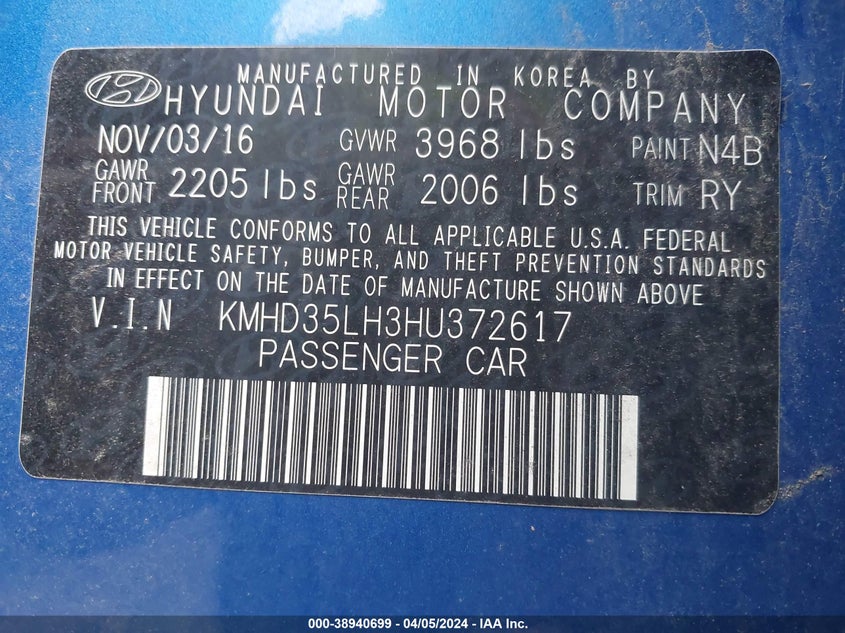 MANUFACTURED IN KOREA BY
HYUNDAI MOTOR COMPANY
NOV/03/16 GVWR 3968 lbs PAINT N4B
GAWR FRONT 2205 lbs GAWR REAR 2006 lbs TRIM RY
THIS VEHICLE CONFORMS TO ALL APPLICABLE U.S.A. FEDERAL
MOTOR VEHICLE SAFETY, BUMPER, AND THEFT PREVENTION STANDARDS
IN EFFECT ON THE DATE OF MANUFACTURE SHOWN ABOVE
V.I.N KMHD35LH3HU372617
PASSENGER CAR
000-38940699 - 04/05/2024 - IAA Inc.